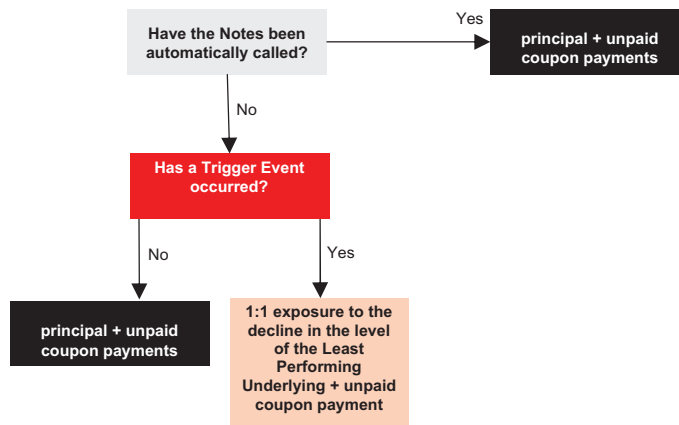 Have the Notes been
automatically called?
Yes
principal + unpaid
coupon payments
No
Has a Trigger Event
occurred?
No
Yes
principal + unpaid
coupon payments
1:1 exposure to the
decline in the level
of the Least
Performing
Underlying + unpaid
coupon payment